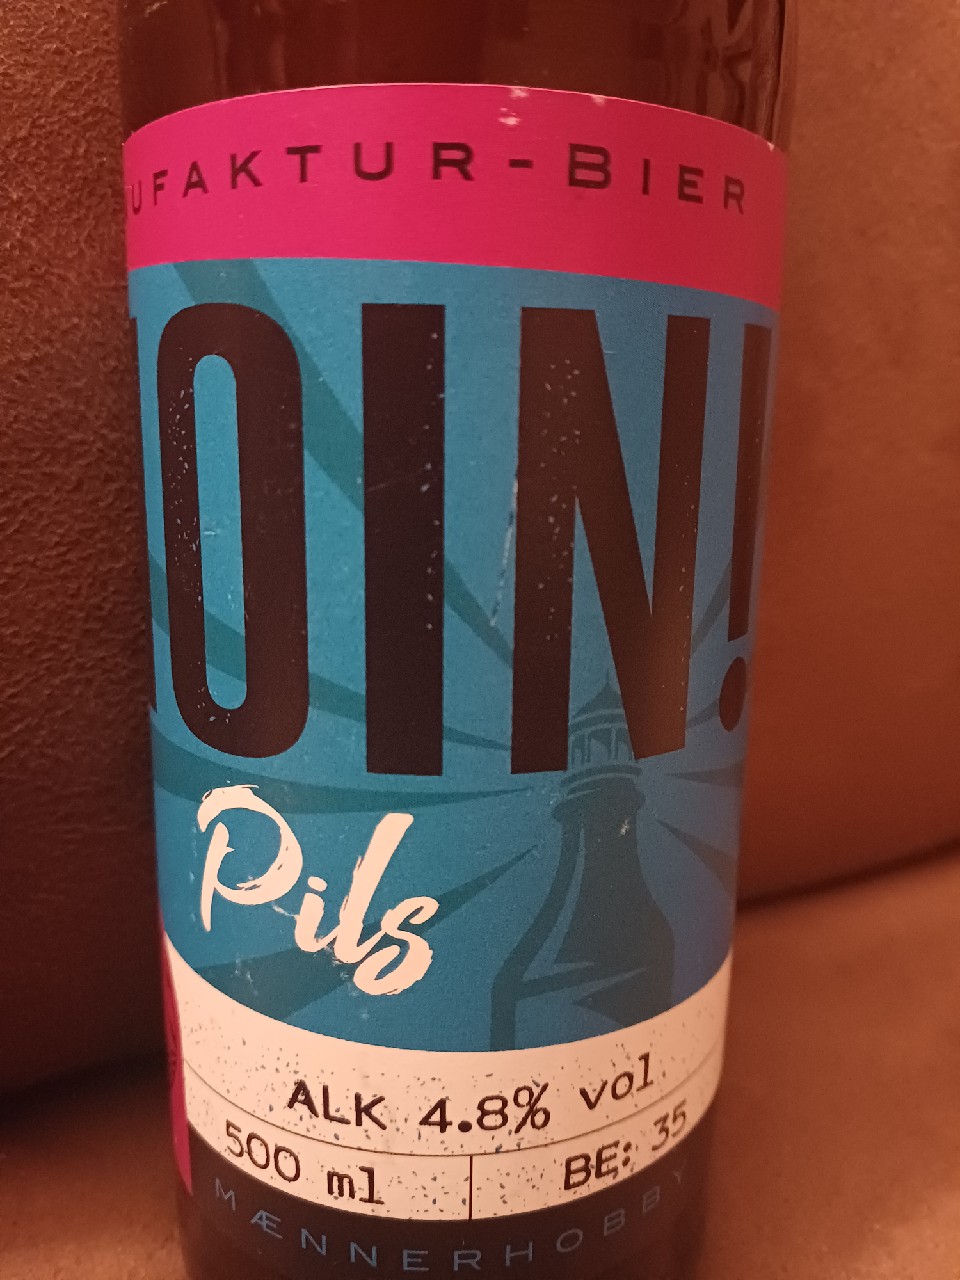 UFAKTUR-BIER
OIN!
Pils
ALK 4.8% vol
500 ml
BE: 35
MÆNNERHOBBY